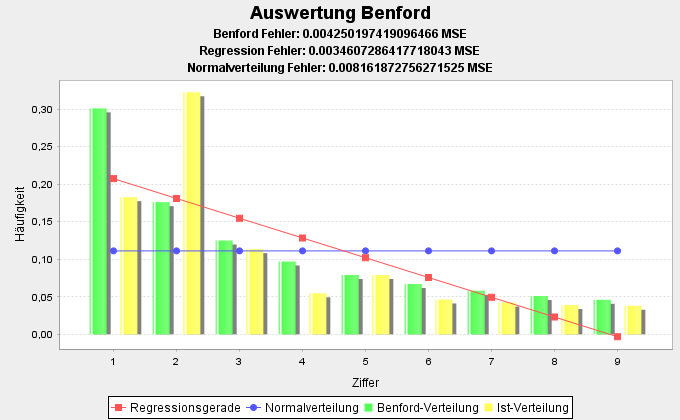 Auswertung Benford
Benford Fehler: 0.004250197419096466 MSE
Regression Fehler: 0.0034607286417718043 MSE
Normalverteilung Fehler: 0.008161872756271525 MSE
Häufigkeit
0,30
0,25
0,20
0,15
0,10
0,05
0,00
1 2 3 4 5 6 7 8 9
Ziffer
Regressionsgerade Normalverteilung Benford-Verteilung Ist-Verteilung